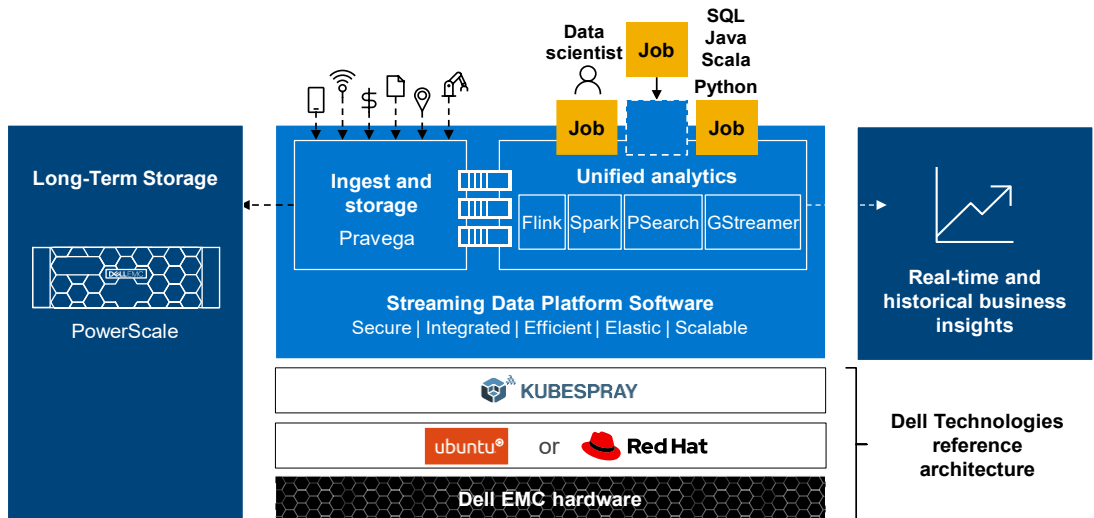 Data
scientist
Job
SQL
Java
Scala
Python
Job
Job
$
Long-Term Storage
DELLEMC
PowerScale
Ingest and
storage
Pravega
Unified analytics
Flink
Spark
PSearch
GStreamer
Streaming Data Platform Software
Secure | Integrated | Efficient | Elastic | Scalable
Real-time and
historical business
insights
KUBESPRAY
ubuntu®
or
Red Hat
Dell EMC hardware
Dell Technologies
reference
architecture